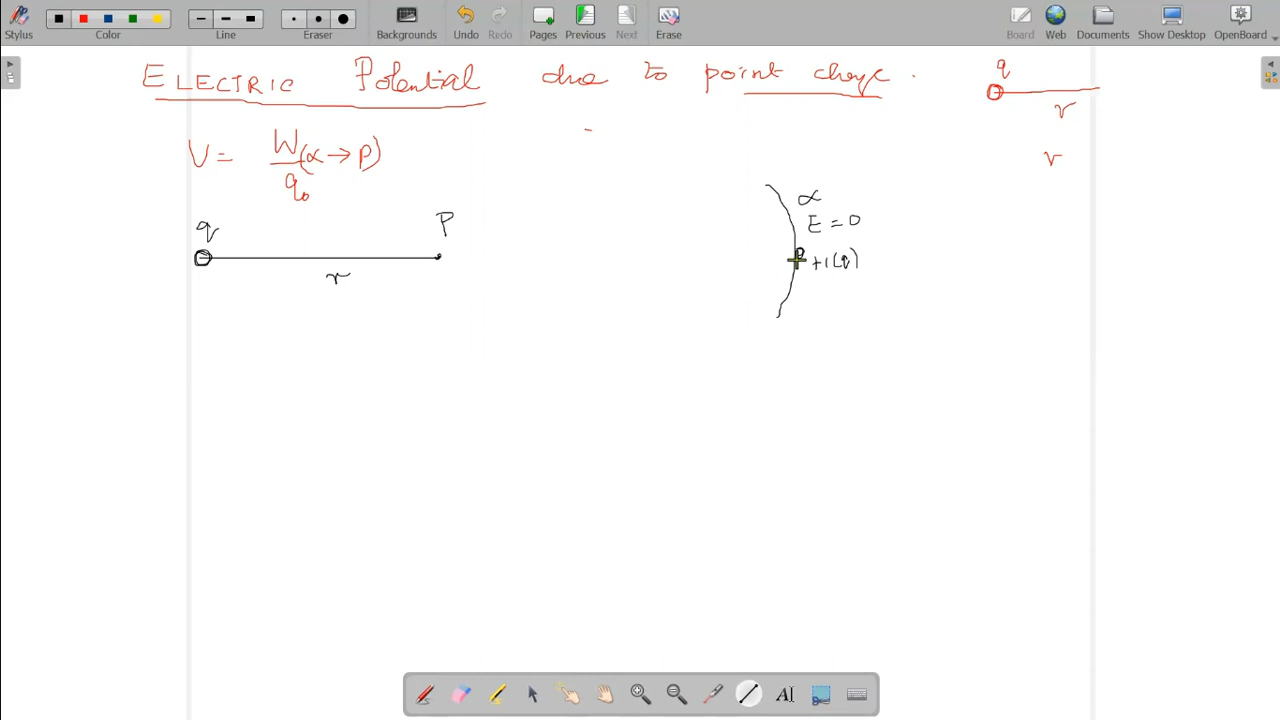 Stylus Color Line Eraser Backgrounds Undo Redo Pages Previous Next Erase Board Web Documents Show Desktop OpenBoard
ELECTRIC Potential due to point charge.
q
r
V = W/q₀ (α→P)
r
α
E = 0
q
P
+1(q)
r